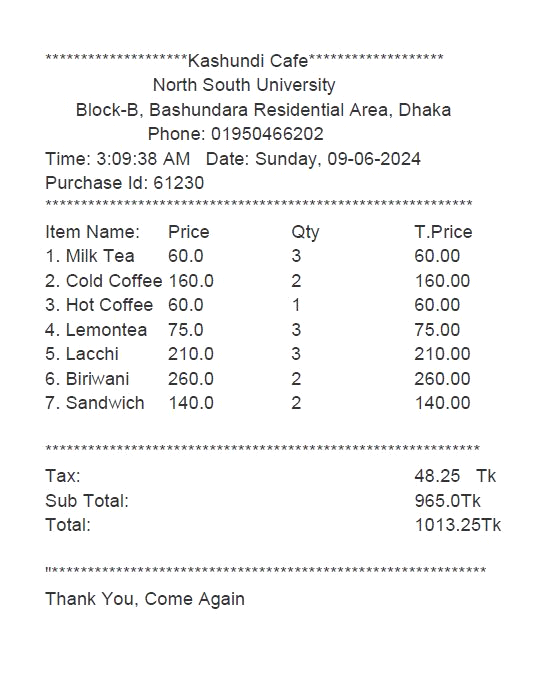 ********************Kashundi Cafe*******************
North South University
Block-B, Bashundara Residential Area, Dhaka
Phone: 01950466202
Time: 3:09:38 AM Date: Sunday, 09-06-2024
Purchase Id: 61230
************************************************************
Item Name: Price Qty T.Price
1. Milk Tea 60.0 3 60.00
2. Cold Coffee 160.0 2 160.00
3. Hot Coffee 60.0 1 60.00
4. Lemontea 75.0 3 75.00
5. Lacchi 210.0 3 210.00
6. Biriwani 260.0 2 260.00
7. Sandwich 140.0 2 140.00
*************************************************************
Tax: 48.25 Tk
Sub Total: 965.0Tk
Total: 1013.25Tk
"*************************************************************
Thank You, Come Again